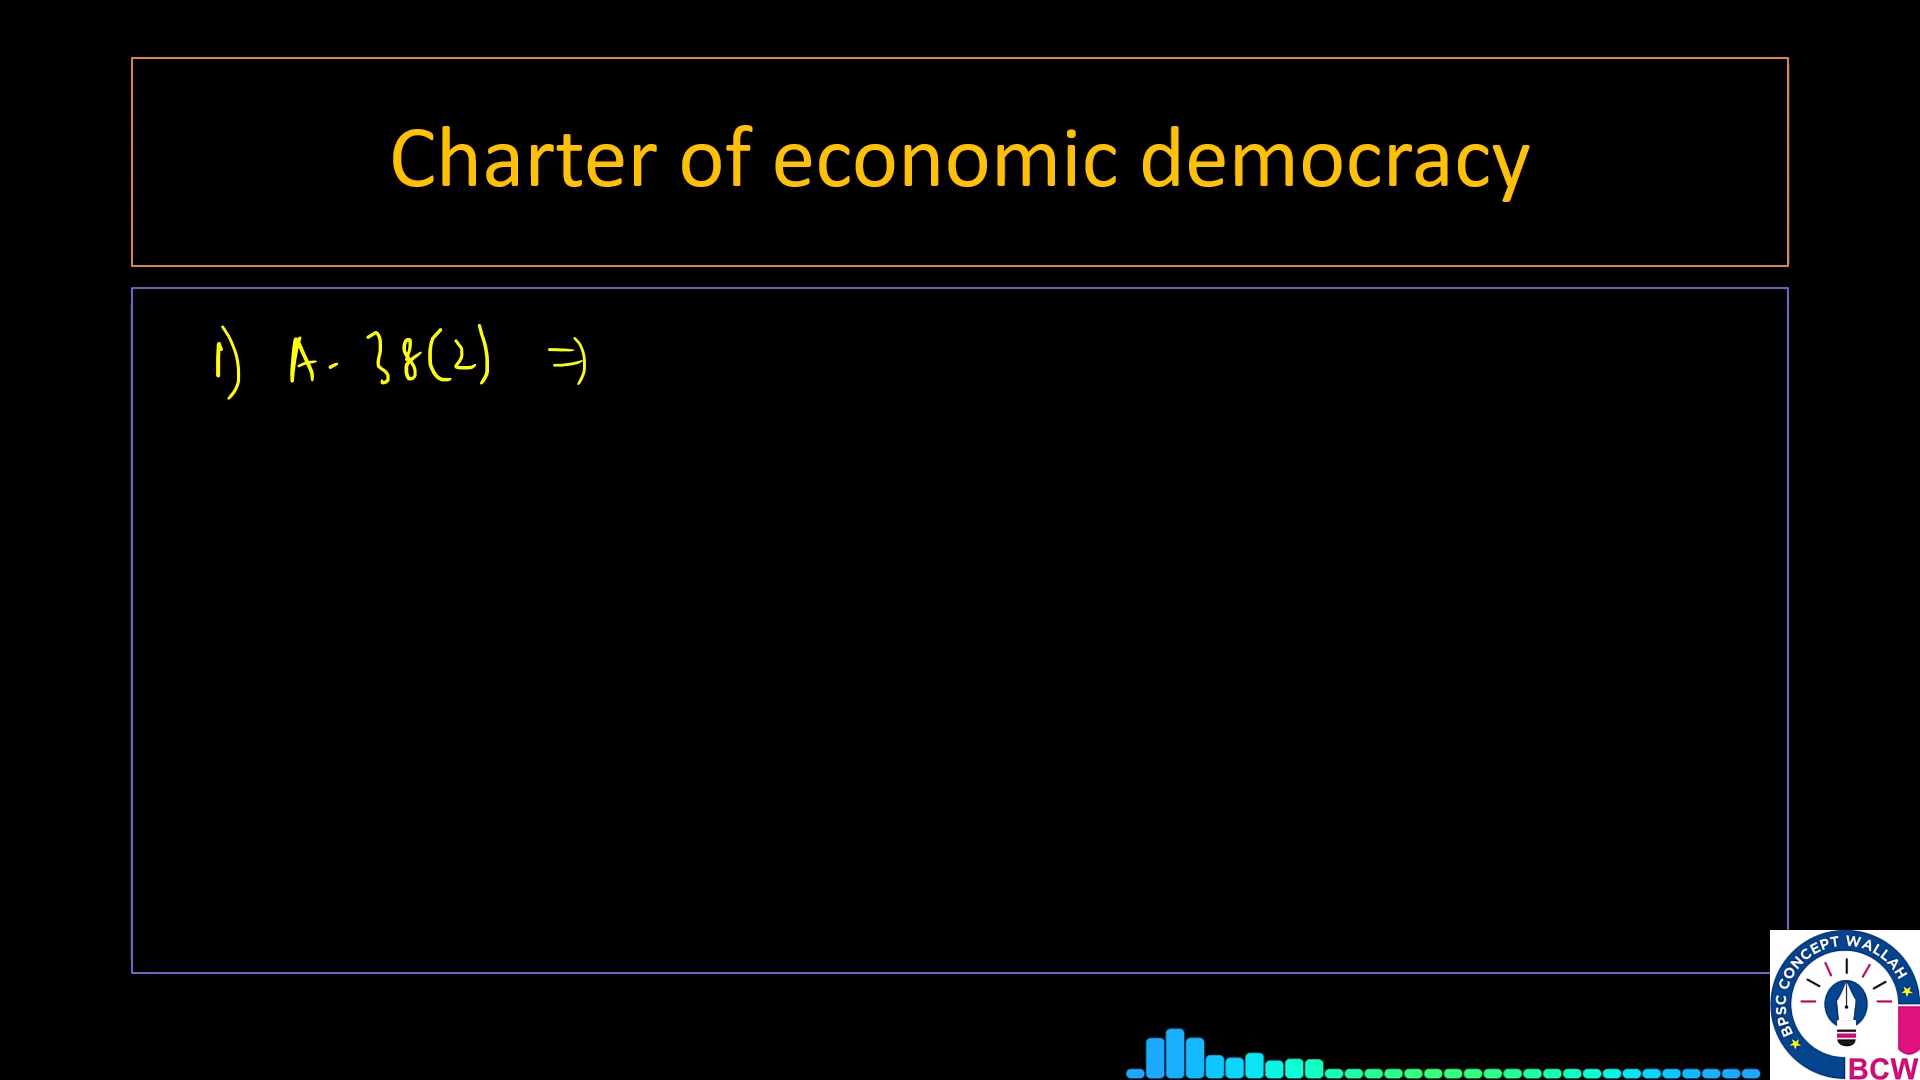 Charter of economic democracy
1) A - 38(2) ⇒
BPSC CONCEPT WALLAH
BCW